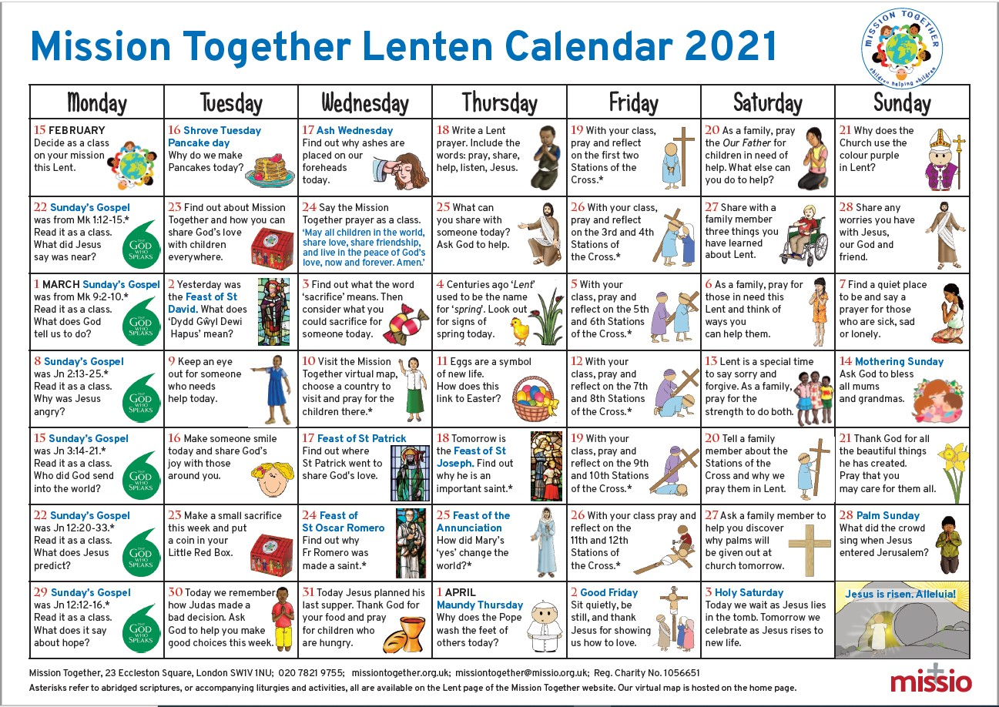 Mission Together Lenten Calendar 2021
MISSION TOGETHER
children helping children
Monday
Tuesday
Wednesday
Thursday
Friday
Saturday
Sunday
15 FEBRUARY
Decide as a class
on your mission
this Lent.
16 Shrove Tuesday
Pancake day
Why do we make
Pancakes today?
17 Ash Wednesday
Find out why ashes are
placed on our
foreheads
today.
18 Write a Lent
prayer. Include the
words: pray, share,
help, listen, Jesus.
19 With your class,
pray and reflect
on the first two
Stations of the
Cross.*
20 As a family, pray
the Our Father for
children in need of
help. What else can
you do to help?
21 Why does the
Church use the
colour purple
in Lent?
22 Sunday's Gospel
was from Mk 1:12-15.*
Read it as a class.
What did Jesus
say was near?
THE
GOD
WHO
SPEAKS
23 Find out about Mission
Together and how you can
share God's love
with children
everywhere.
24 Say the Mission
Together prayer as a class.
'May all children in the world,
share love, share friendship,
and live in the peace of God's
love, now and forever. Amen.'
25 What can
you share with
someone today?
Ask God to help.
26 With your class,
pray and reflect
on the 3rd and 4th
Stations of
the Cross.*
27 Share with a
family member
three things you
have learned
about Lent.
28 Share any
worries you have
with Jesus,
our God and
friend.
1 MARCH Sunday's Gospel
was from Mk 9:2-10.*
Read it as a class.
What does God
tell us to do?
THE
GOD
WHO
SPEAKS
2 Yesterday was
the Feast of St
David. What does
'Dydd Gŵyl Dewi
Hapus' mean?
3 Find out what the word
'sacrifice' means. Then
consider what you
could sacrifice for
someone today.
4 Centuries ago 'Lent'
used to be the name
for 'spring'. Look out
for signs of
spring today.
5 With your
class, pray and
reflect on the 5th
and 6th Stations
of the Cross.*
6 As a family, pray for
those in need this
Lent and think of
ways you
can help them.
7 Find a quiet place
to be and say a
prayer for those
who are sick, sad
or lonely.
8 Sunday's Gospel
was Jn 2:13-25.*
Read it as a class.
Why was Jesus
angry?
THE
GOD
WHO
SPEAKS
9 Keep an eye
out for someone
who needs
help today.
10 Visit the Mission
Together virtual map,
choose a country to
visit and pray for the
children there.*
11 Eggs are a symbol
of new life.
How does this
link to Easter?
12 With your
class, pray and
reflect on the 7th
and 8th Stations
of the Cross.*
13 Lent is a special time
to say sorry and
forgive. As a family,
pray for the
strength to do both.
14 Mothering Sunday
Ask God to bless
all mums
and grandmas.
15 Sunday's Gospel
was Jn 3:14-21.*
Read it as a class.
Who did God send
into the world?
THE
GOD
WHO
SPEAKS
16 Make someone smile
today and share God's
joy with those
around you.
17 Feast of St Patrick
Find out where
St Patrick went to
share God's love.
18 Tomorrow is
the Feast of St
Joseph. Find out
why he is an
important saint.*
19 With your
class, pray and
reflect on the 9th
and 10th Stations
of the Cross.*
20 Tell a family
member about the
Stations of the
Cross and why we
pray them in Lent.
21 Thank God for all
the beautiful things
he has created.
Pray that you
may care for them all.
22 Sunday's Gospel
was Jn 12:20-33.*
Read it as a class.
What does Jesus
predict?
THE
GOD
WHO
SPEAKS
23 Make a small sacrifice
this week and put
a coin in your
Little Red Box.
24 Feast of
St Oscar Romero
Find out why
Fr Romero was
made a saint.*
25 Feast of the
Annunciation
How did Mary's
'yes' change the
world?*
26 With your class pray and
reflect on the
11th and 12th
Stations of
the Cross.*
27 Ask a family member to
help you discover
why palms will
be given out at
church tomorrow.
28 Palm Sunday
What did the crowd
sing when Jesus
entered Jerusalem?
29 Sunday's Gospel
was Jn 12:12-16.*
Read it as a class.
What does it say
about hope?
THE
GOD
WHO
SPEAKS
30 Today we remember
how Judas made a
bad decision. Ask
God to help you make
good choices this week.
31 Today Jesus planned his
last supper. Thank God for
your food and pray
for children who
are hungry.
1 APRIL
Maundy Thursday
Why does the Pope
wash the feet of
others today?
2 Good Friday
Sit quietly, be
still, and thank
Jesus for showing
us how to love.
3 Holy Saturday
Today we wait as Jesus lies
in the tomb. Tomorrow we
celebrate as Jesus rises to
new life.
Jesus is risen. Alleluia!
Mission Together, 23 Eccleston Square, London SW1V 1NU; 020 7821 9755; missiontogether.org.uk; missiontogether@missio.org.uk; Reg. Charity No. 1056651
Asterisks refer to abridged scriptures, or accompanying liturgies and activities, all are available on the Lent page of the Mission Together website. Our virtual map is hosted on the home page.
missio